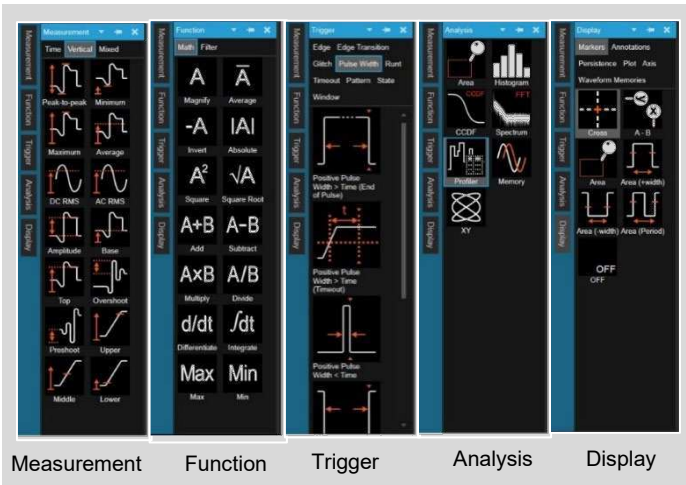 Measurement
Time Vertical Mixed
Peak-to-peak Minimum
Maximum Average
DC RMS AC RMS
Amplitude Base
Top Overshoot
Preshoot Upper
Middle Lower
Measurement
Function
Trigger
Analysis
Display
Function
Math Filter
A A
Magnify Average
-A |A|
Invert Absolute
A² √A
Square Square Root
A+B A-B
Add Subtract
AxB A/B
Multiply Divide
d/dt ∫dt
Differentiate Integrate
Max Min
Max Min
Measurement
Function
Trigger
Analysis
Display
Trigger
Edge Edge Transition
Glitch Pulse Width Runt
Timeout Pattern State
Window
Positive Pulse
Width > Time (End
of Pulse)
t
Positive Pulse
Width > Time
(Timeout)
Positive Pulse
Width < Time
Measurement
Function
Trigger
Analysis
Display
Analysis
Area Histogram
CCDF FFT
CCDF Spectrum
Profiler Memory
XY
Measurement
Function
Trigger
Analysis
Display
Display
Markers Annotations
Persistence Plot Axis
Waveform Memories
X
Cross A - B
Area Area (+width)
Area (-width) Area (Period)
OFF
OFF
Measurement
Function
Trigger
Analysis
Display
Measurement Function Trigger Analysis Display